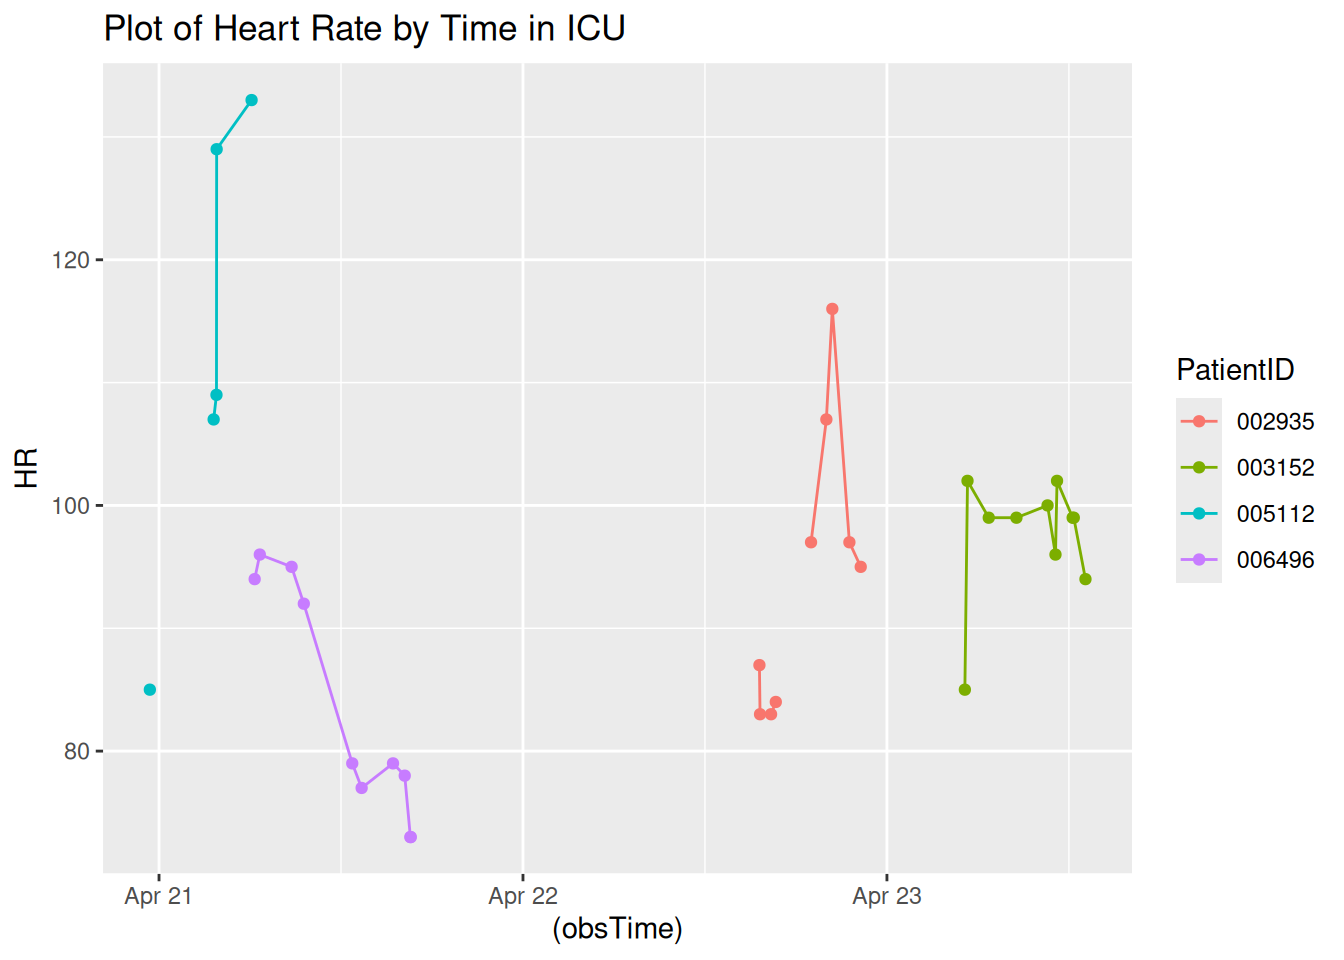 Plot of Heart Rate by Time in ICU
120
100
80
HR
Apr 21
Apr 22
Apr 23
(obsTime)
PatientID
002935
003152
005112
006496